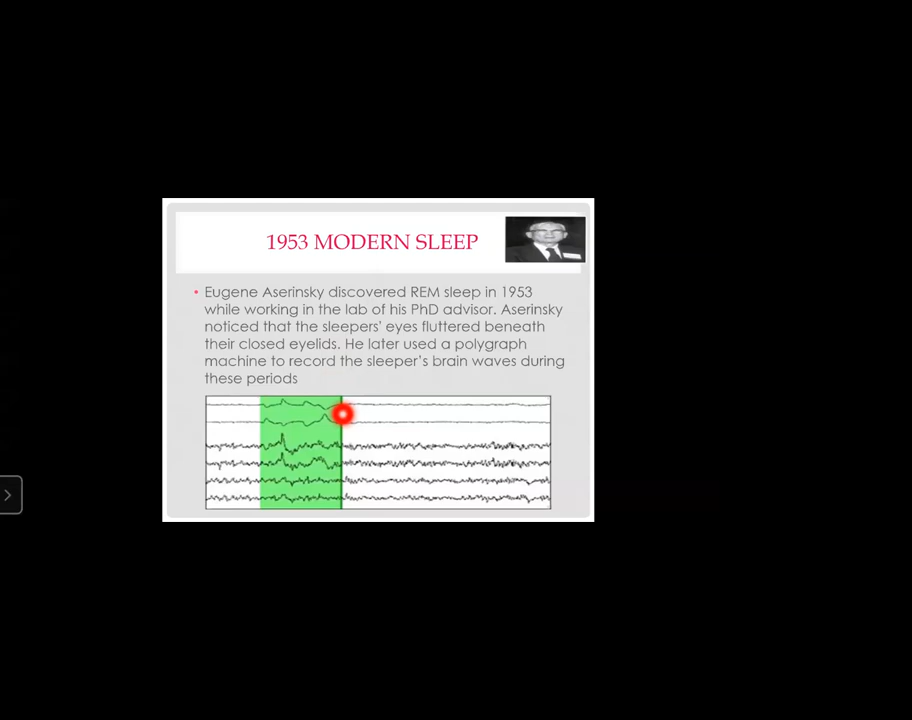 1953 MODERN SLEEP
• Eugene Aserinsky discovered REM sleep in 1953
while working in the lab of his PhD advisor. Aserinsky
noticed that the sleepers' eyes fluttered beneath
their closed eyelids. He later used a polygraph
machine to record the sleeper's brain waves during
these periods